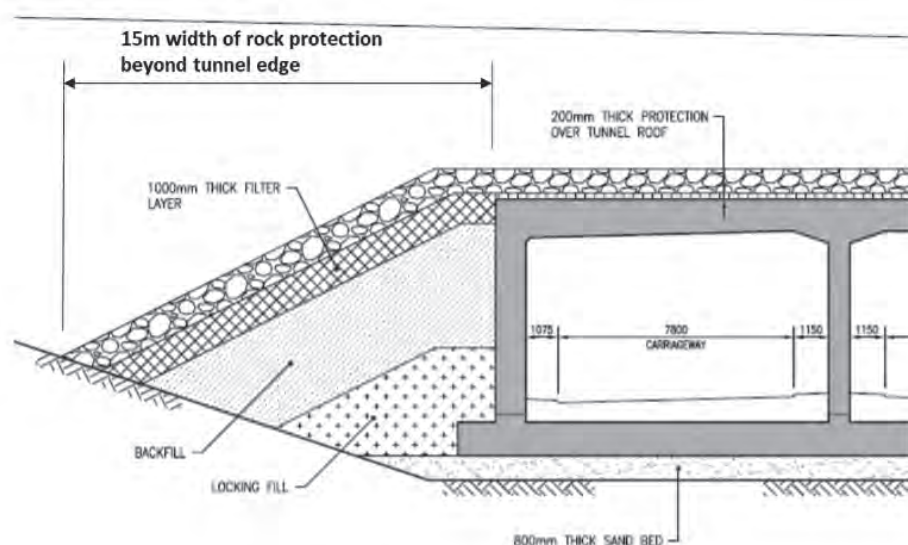 15m width of rock protection
beyond tunnel edge
200mm THICK PROTECTION
OVER TUNNEL ROOF
1000mm THICK FILTER
LAYER
1075
7800
1150
1150
CARRIAGEWAY
BACKFILL
LOCKING FILL
800mm THICK SAND BED